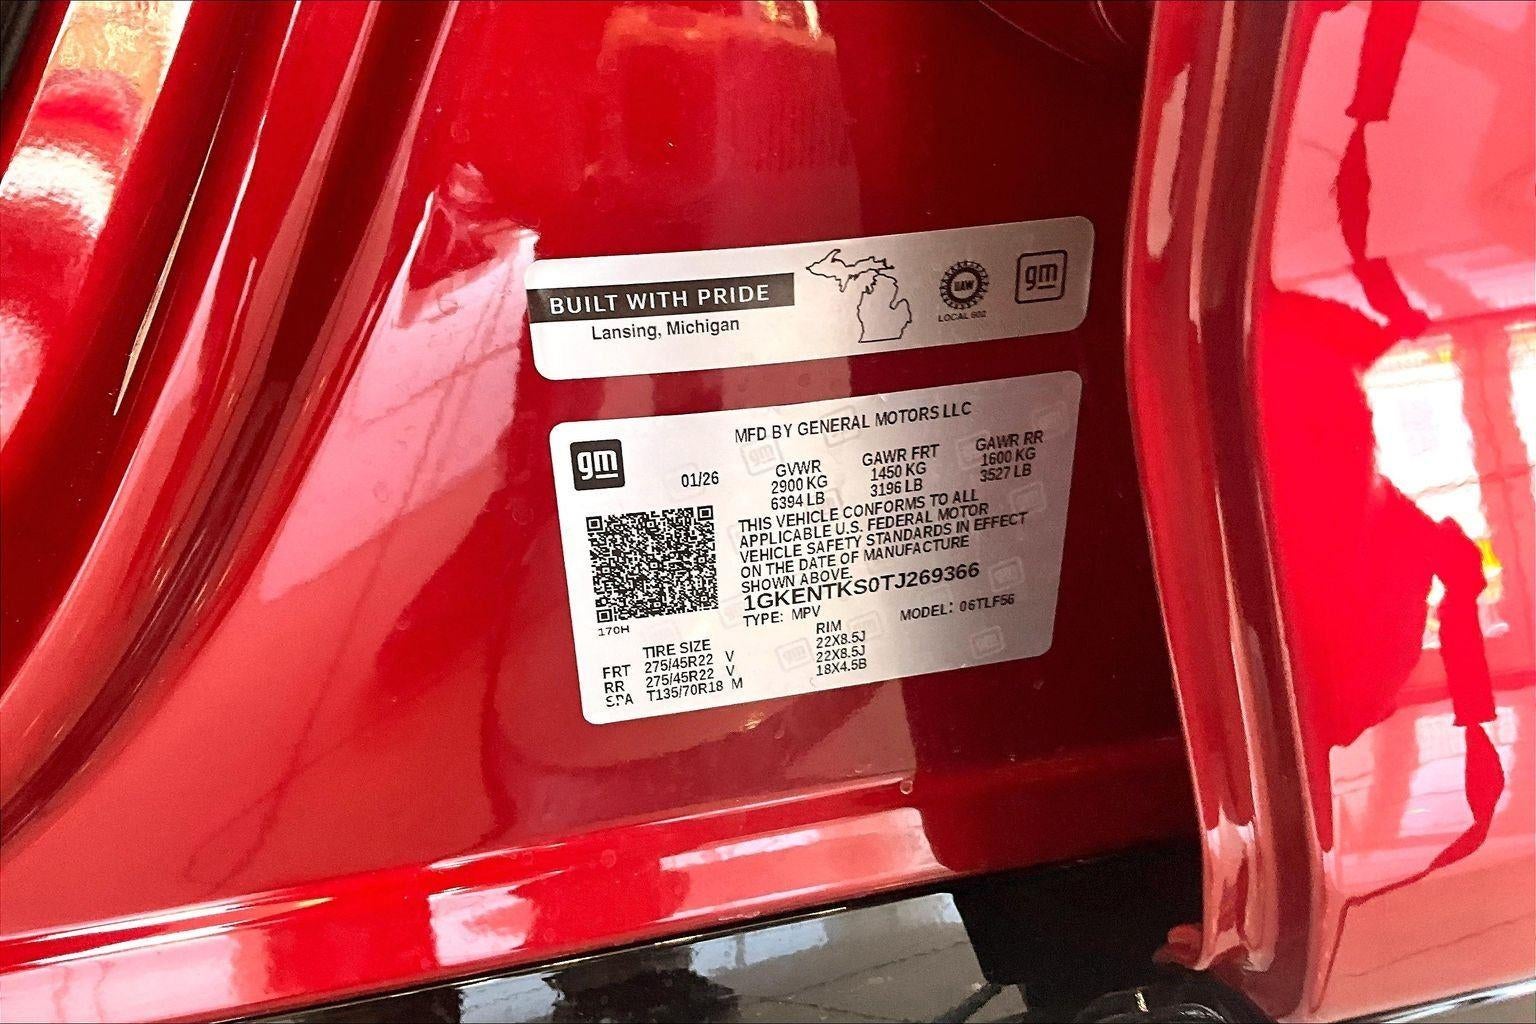 BUILT WITH PRIDE
Lansing, Michigan
UAW
LOCAL 602
gm
MFD BY GENERAL MOTORS LLC
gm
01/26
GVWR GAWR FRT GAWR RR
2900 KG 1450 KG 1600 KG
6394 LB 3196 LB 3527 LB
THIS VEHICLE CONFORMS TO ALL
APPLICABLE U.S. FEDERAL MOTOR
VEHICLE SAFETY STANDARDS IN EFFECT
ON THE DATE OF MANUFACTURE
SHOWN ABOVE.
1GKENTKS0TJ269366
TYPE: MPV MODEL: 06TLF56
170H
TIRE SIZE RIM
FRT 275/45R22 V 22X8.5J
RR 275/45R22 V 22X8.5J
SPA T135/70R18 M 18X4.5B